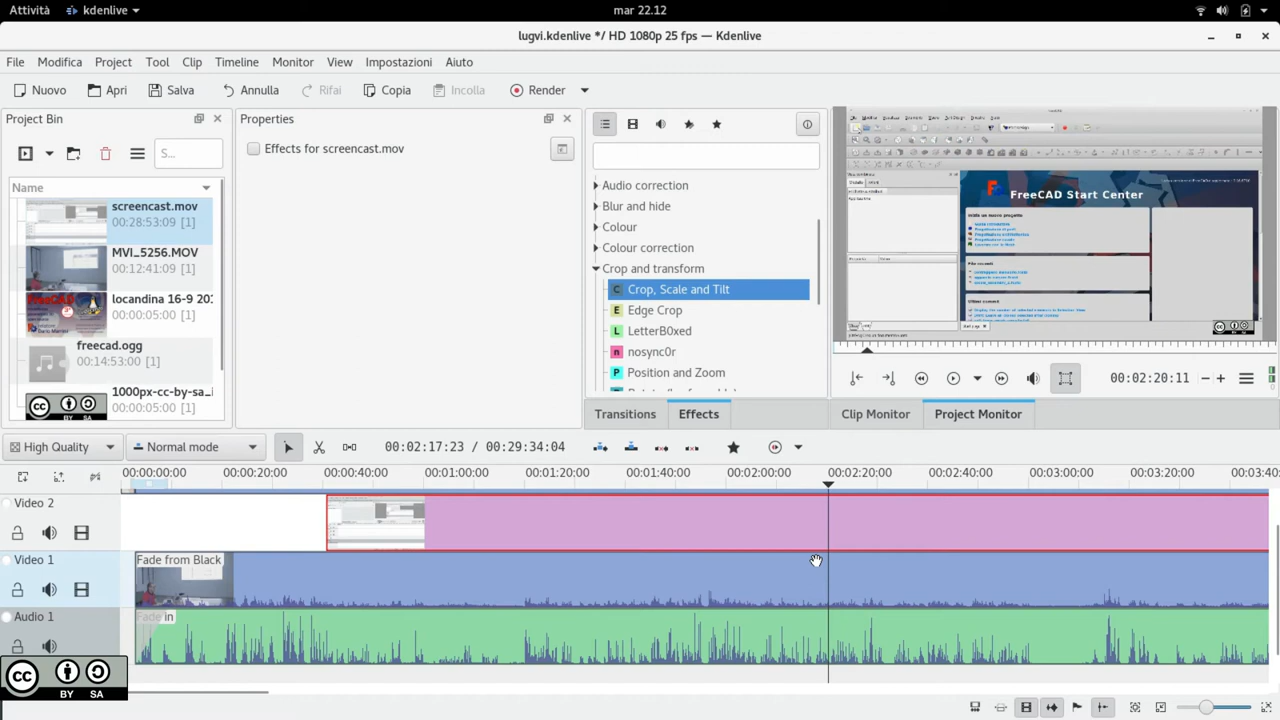 Attività kdenlive mar 22.12
lugvi.kdenlive */ HD 1080p 25 fps — Kdenlive
File Modifica Project Tool Clip Timeline Monitor View Impostazioni Aiuto
Nuovo Apri Salva Annulla Rifai Copia Incolla Render
Project Bin
Properties
Effects for screencast.mov
S...
Name
screencast.mov
00:28:53:09 [1]
MVI..5256.MOV
00:12:41:09 [1]
locandina 16-9 20
00:00:05:00 [1]
freecad.ogg
00:14:53:00 [1]
1000px-cc-by-sa_i
00:00:05:00 [1]
Audio correction
Blur and hide
Colour
Colour correction
Crop and transform
C Crop, Scale and Tilt
E Edge Crop
L LetterB0xed
n nosync0r
P Position and Zoom
Transitions Effects
FreeCAD Start Center
00:02:20:11
Clip Monitor Project Monitor
High Quality Normal mode 00:02:17:23 / 00:29:34:04
00:00:00:00 00:00:20:00 00:00:40:00 00:01:00:00 00:01:20:00 00:01:40:00 00:02:00:00 00:02:20:00 00:02:40:00 00:03:00:00 00:03:20:00 00:03:40:0
Video 2
Video 1
Fade from Black
Audio 1
Fade in
CC BY SA